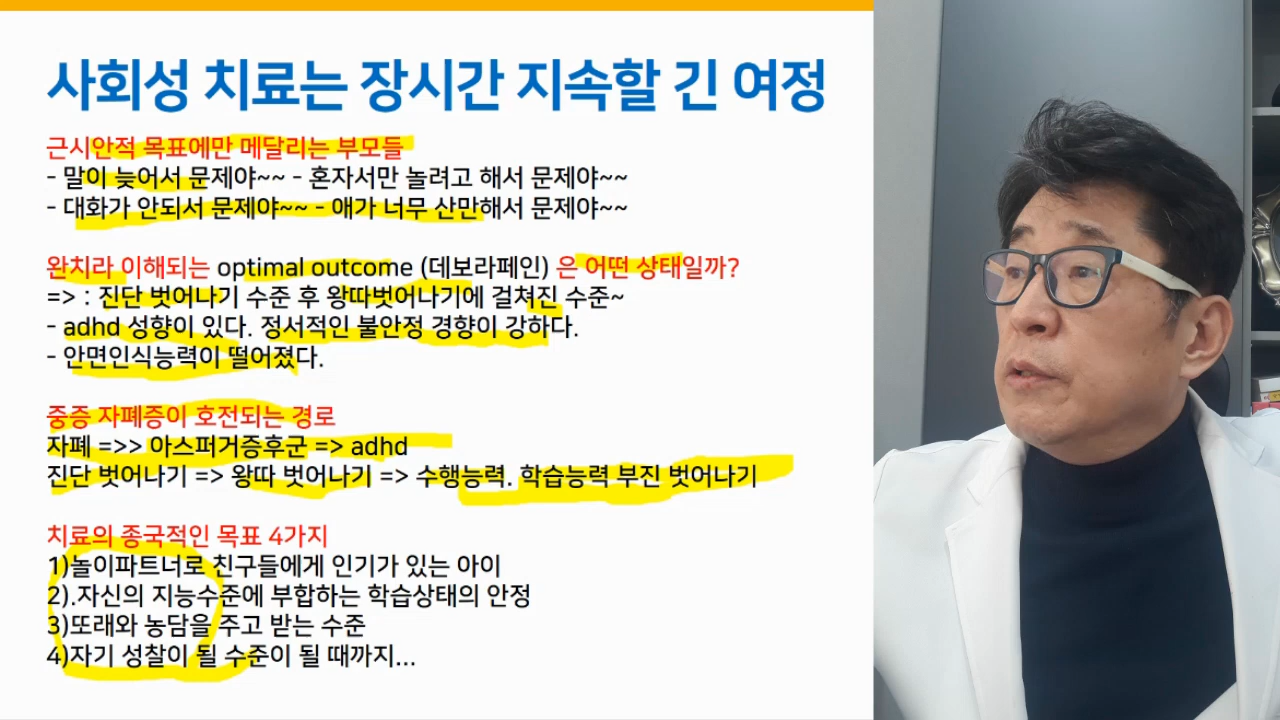 사회성 치료는 장시간 지속할 긴 여정
근시안적 목표에만 메달리는 부모들
- 말이 늦어서 문제야~~ - 혼자서만 놀려고 해서 문제야~~
- 대화가 안되서 문제야~~ - 애가 너무 산만해서 문제야~~
완치라 이해되는 optimal outcome (데보라페인) 은 어떤 상태일까?
=> : 진단 벗어나기 수준 후 왕따벗어나기에 걸쳐진 수준~
- adhd 성향이 있다. 정서적인 불안정 경향이 강하다.
- 안면인식능력이 떨어졌다.
중증 자폐증이 호전되는 경로
자폐 =>> 아스퍼거증후군 => adhd
진단 벗어나기 => 왕따 벗어나기 => 수행능력. 학습능력 부진 벗어나기
치료의 종국적인 목표 4가지
1)놀이파트너로 친구들에게 인기가 있는 아이
2).자신의 지능수준에 부합하는 학습상태의 안정
3)또래와 농담을 주고 받는 수준
4)자기 성찰이 될 수준이 될 때까지...